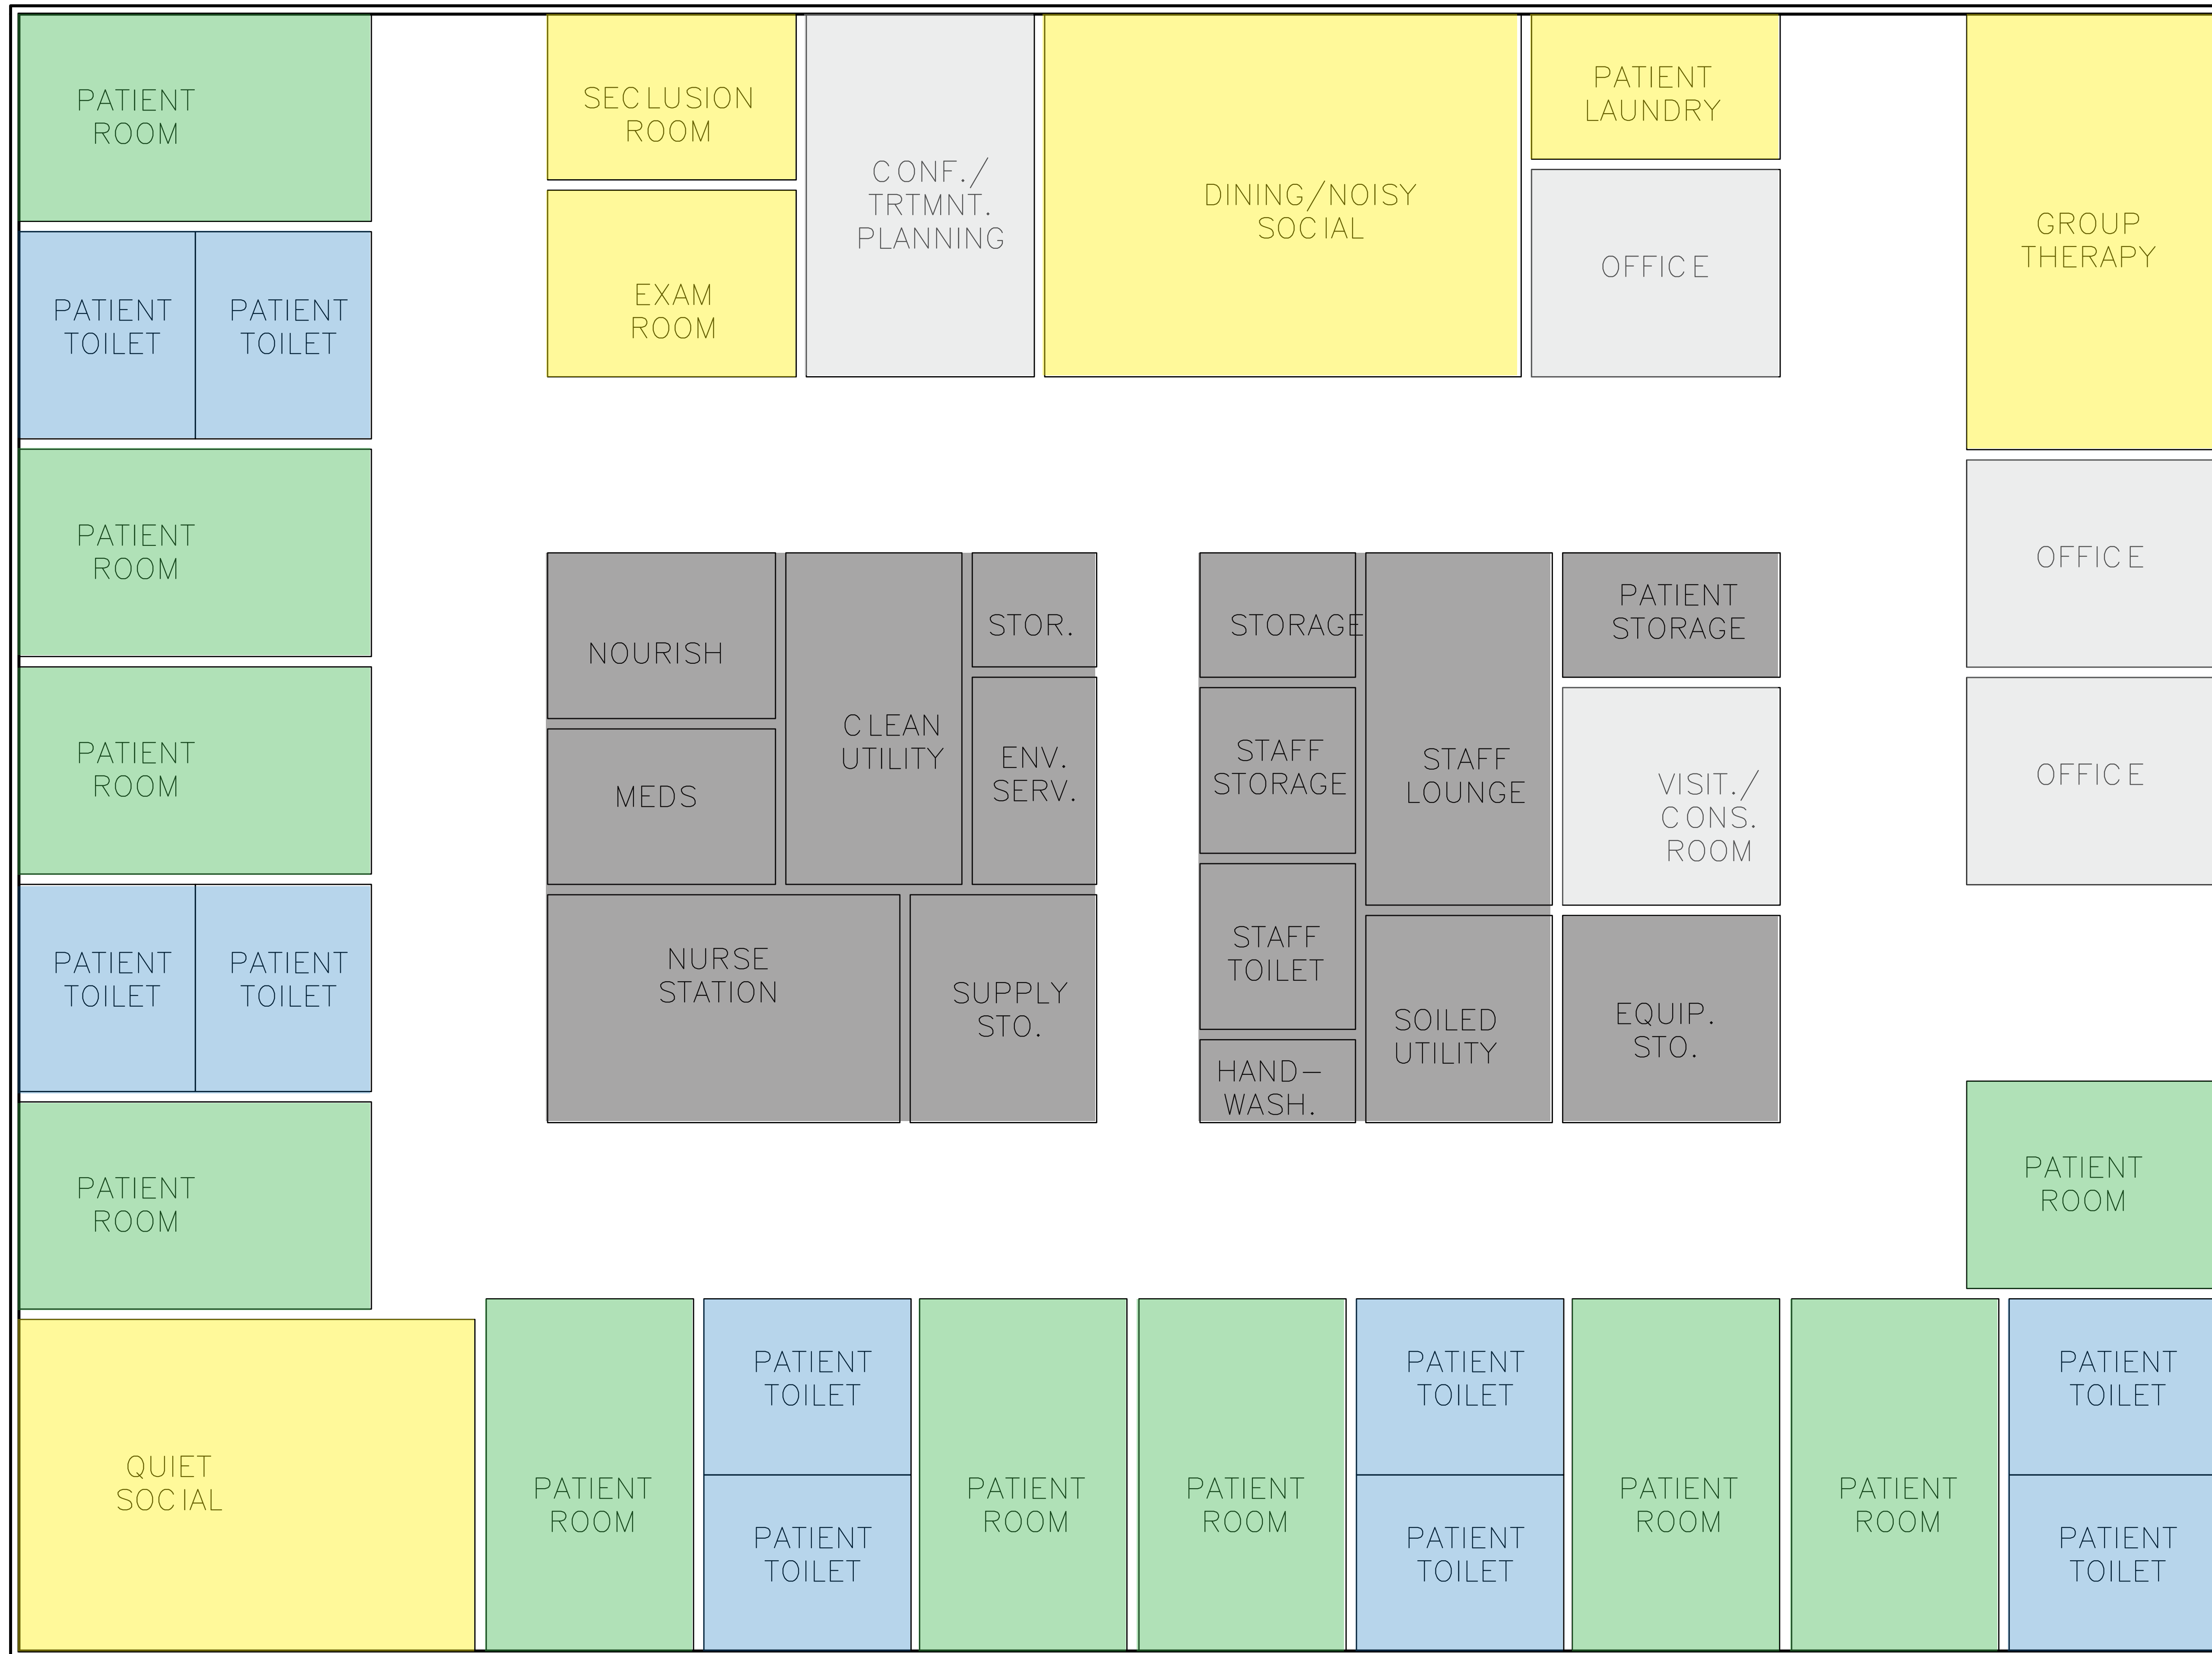 PATIENT
ROOM
SECLUSION
ROOM
CONF./
TRTMNT.
PLANNING
DINING/NOISY
SOCIAL
PATIENT
LAUNDRY
GROUP
THERAPY
PATIENT
TOILET
PATIENT
TOILET
EXAM
ROOM
OFFICE
PATIENT
ROOM
NOURISH
CLEAN
UTILITY
STOR.
STORAGE
STAFF
LOUNGE
PATIENT
STORAGE
OFFICE
PATIENT
ROOM
MEDS
ENV.
SERV.
STAFF
STORAGE
VISIT./
CONS.
ROOM
OFFICE
PATIENT
TOILET
PATIENT
TOILET
NURSE
STATION
SUPPLY
STO.
STAFF
TOILET
SOILED
UTILITY
EQUIP.
STO.
HAND-
WASH.
PATIENT
ROOM
PATIENT
ROOM
QUIET
SOCIAL
PATIENT
ROOM
PATIENT
TOILET
PATIENT
TOILET
PATIENT
ROOM
PATIENT
ROOM
PATIENT
TOILET
PATIENT
TOILET
PATIENT
ROOM
PATIENT
ROOM
PATIENT
TOILET
PATIENT
TOILET